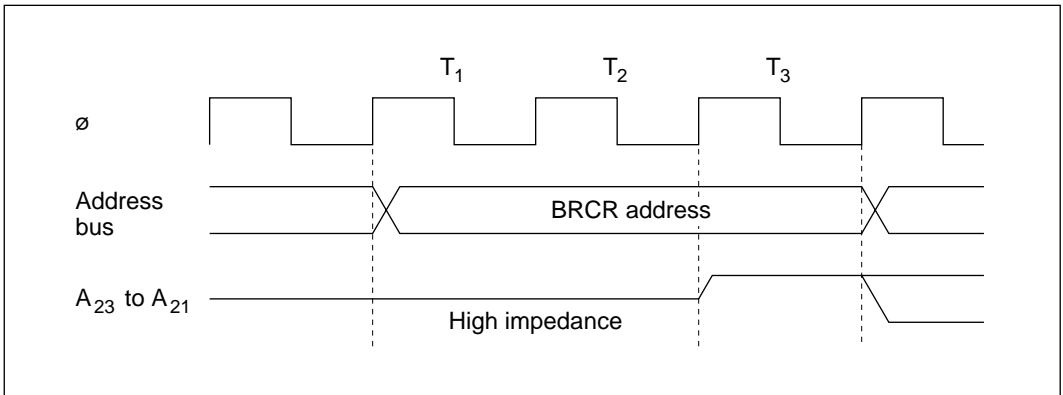 T1 T2 T3
ø
Address
bus
BRCR address
A23 to A21
High impedance